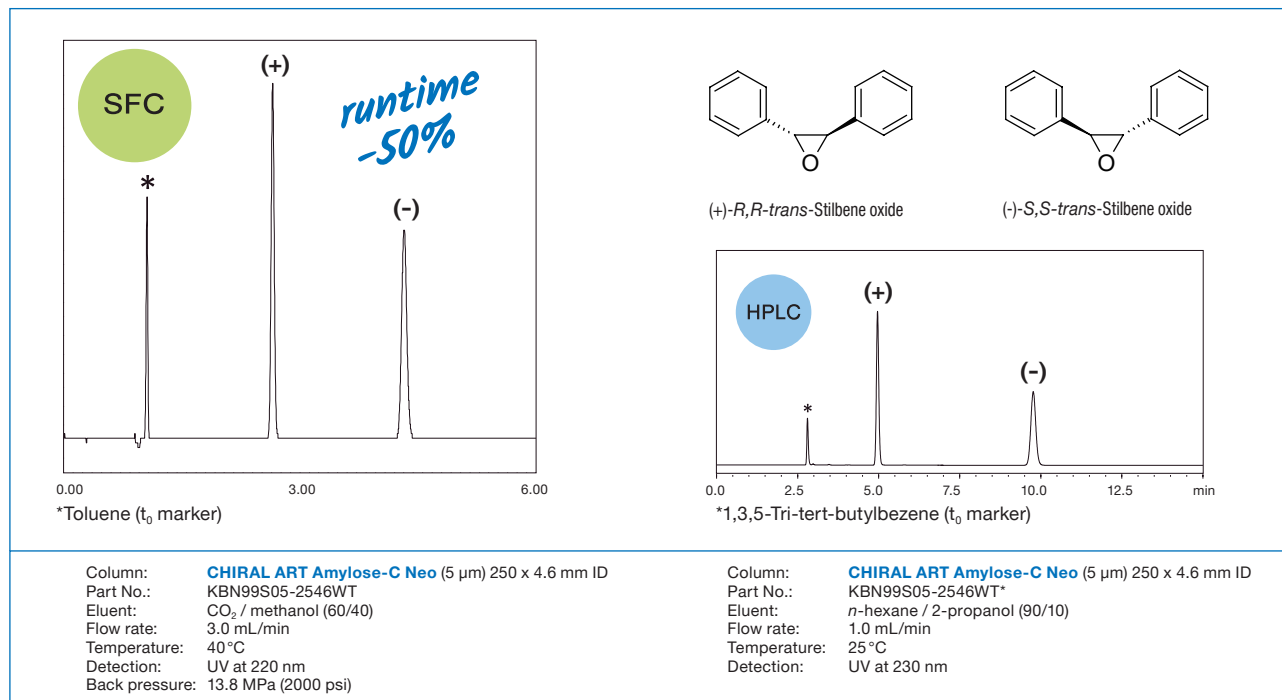 SFC
(+)
runtime
-50%
*
(-)
0.00 3.00 6.00
*Toluene (t₀ marker)
O
O
(+)-R,R-trans-Stilbene oxide
(-)-S,S-trans-Stilbene oxide
HPLC
(+)
(-)
*
0.0 2.5 5.0 7.5 10.0 12.5 min
*1,3,5-Tri-tert-butylbezene (t₀ marker)
Column: CHIRAL ART Amylose-C Neo (5 µm) 250 x 4.6 mm ID
Part No.: KBN99S05-2546WT
Eluent: CO₂ / methanol (60/40)
Flow rate: 3.0 mL/min
Temperature: 40°C
Detection: UV at 220 nm
Back pressure: 13.8 MPa (2000 psi)
Column: CHIRAL ART Amylose-C Neo (5 µm) 250 x 4.6 mm ID
Part No.: KBN99S05-2546WT*
Eluent: n-hexane / 2-propanol (90/10)
Flow rate: 1.0 mL/min
Temperature: 25°C
Detection: UV at 230 nm